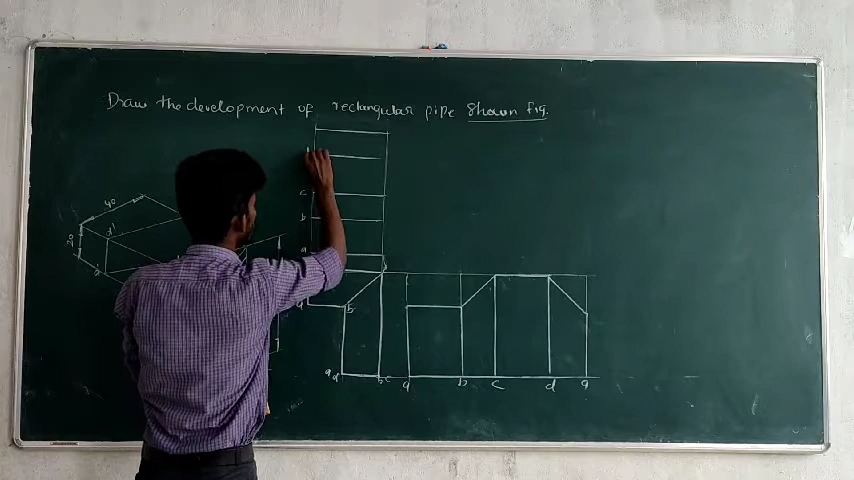 Draw the development of rectangular pipe shown fig.
40
20
d'
a
c
b
a
d
b
a d
b c
a
b
c
d
a